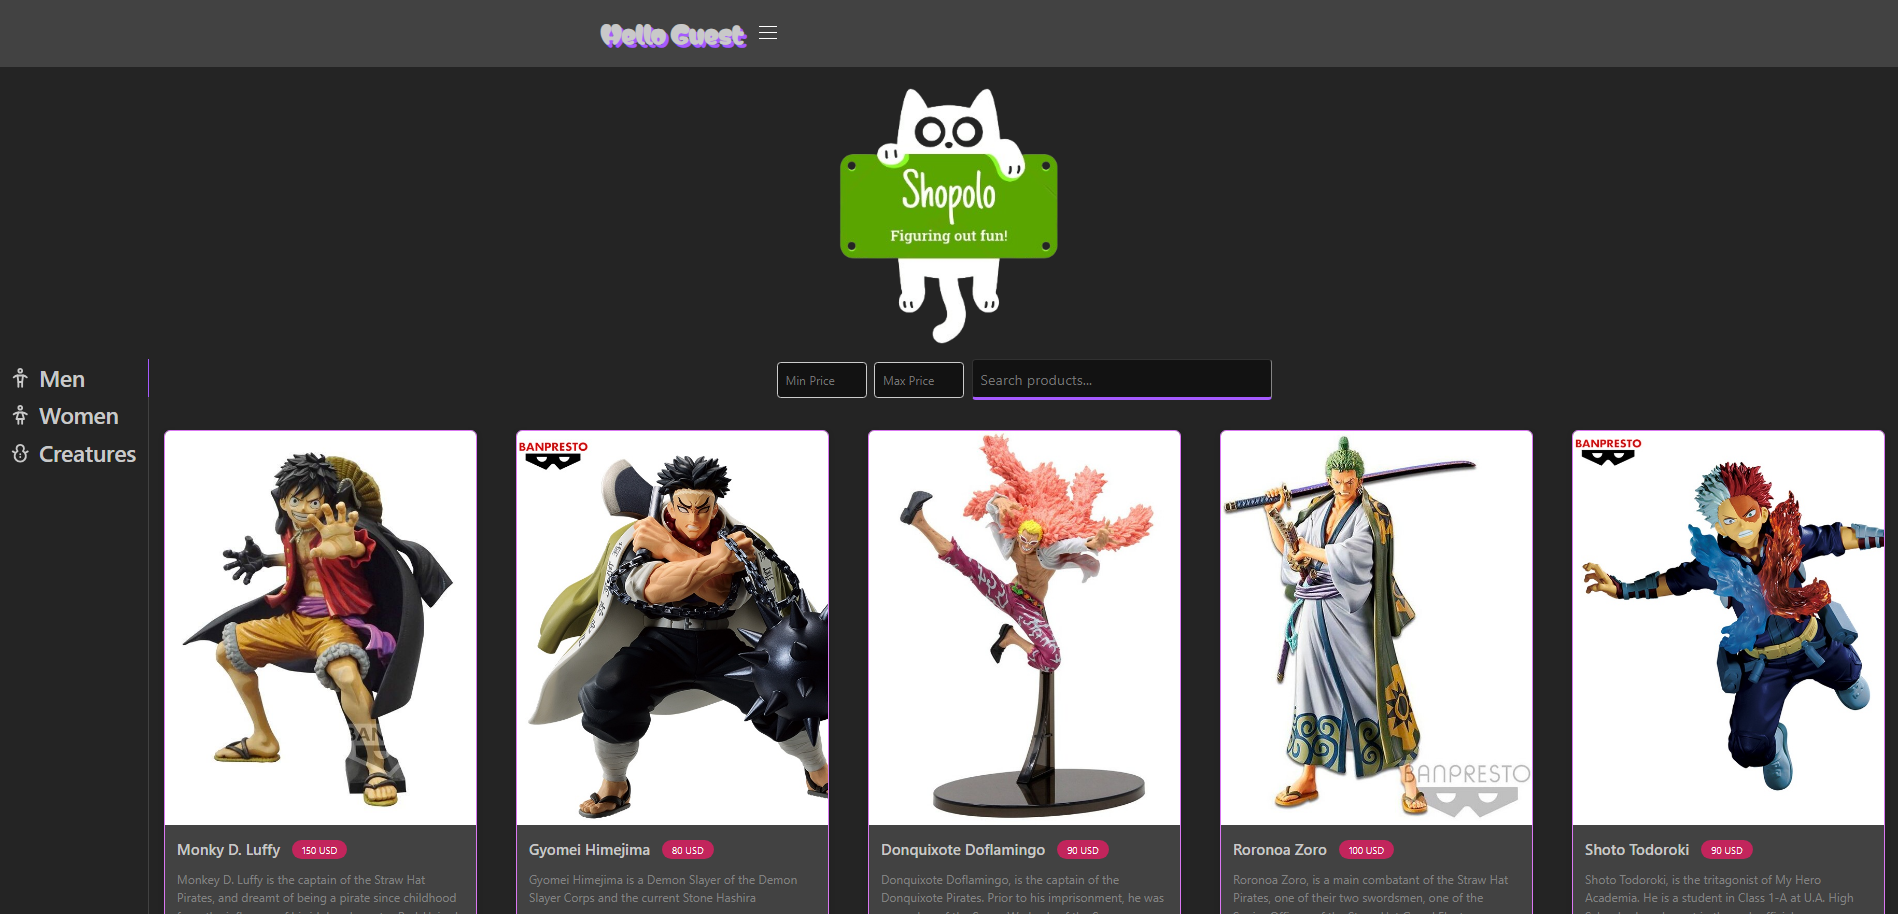 Hello Guest
Shopolo
Figuring out fun!
Men
Women
Creatures
Min Price
Max Price
Search products...
BANPRESTO
BANPRESTO
BANPRESTO
Monky D. Luffy 150 USD
Monkey D. Luffy is the captain of the Straw Hat
Pirates, and dreamt of being a pirate since childhood
Gyomei Himejima 80 USD
Gyomei Himejima is a Demon Slayer of the Demon
Slayer Corps and the current Stone Hashira
Donquixote Doflamingo 90 USD
Donquixote Doflamingo, is the captain of the
Donquixote Pirates. Prior to his imprisonment, he was
Roronoa Zoro 100 USD
Roronoa Zoro, is a main combatant of the Straw Hat
Pirates, one of their two swordsmen, one of the
Shoto Todoroki 90 USD
Shoto Todoroki, is the tritagonist of My Hero
Academia. He is a student in Class 1-A at U.A. High